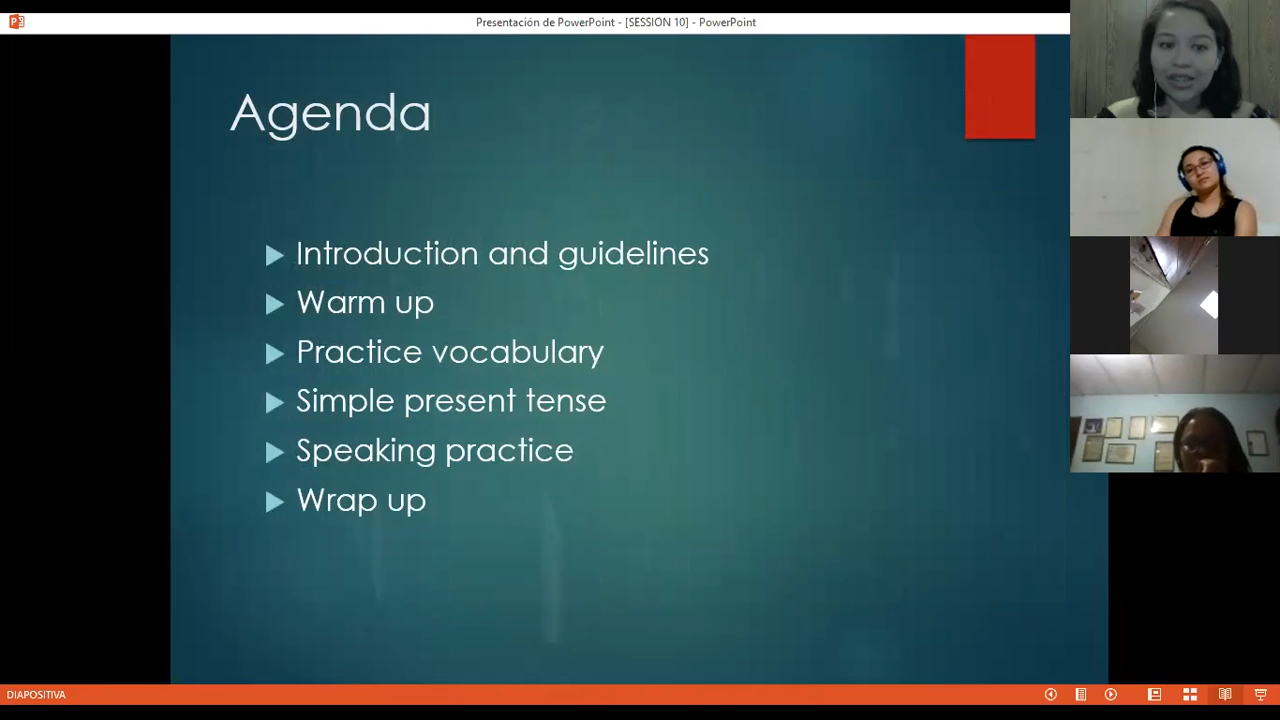 Presentación de PowerPoint - [SESSION 10] - PowerPoint
Agenda
Introduction and guidelines
Warm up
Practice vocabulary
Simple present tense
Speaking practice
Wrap up
DIAPOSITIVA